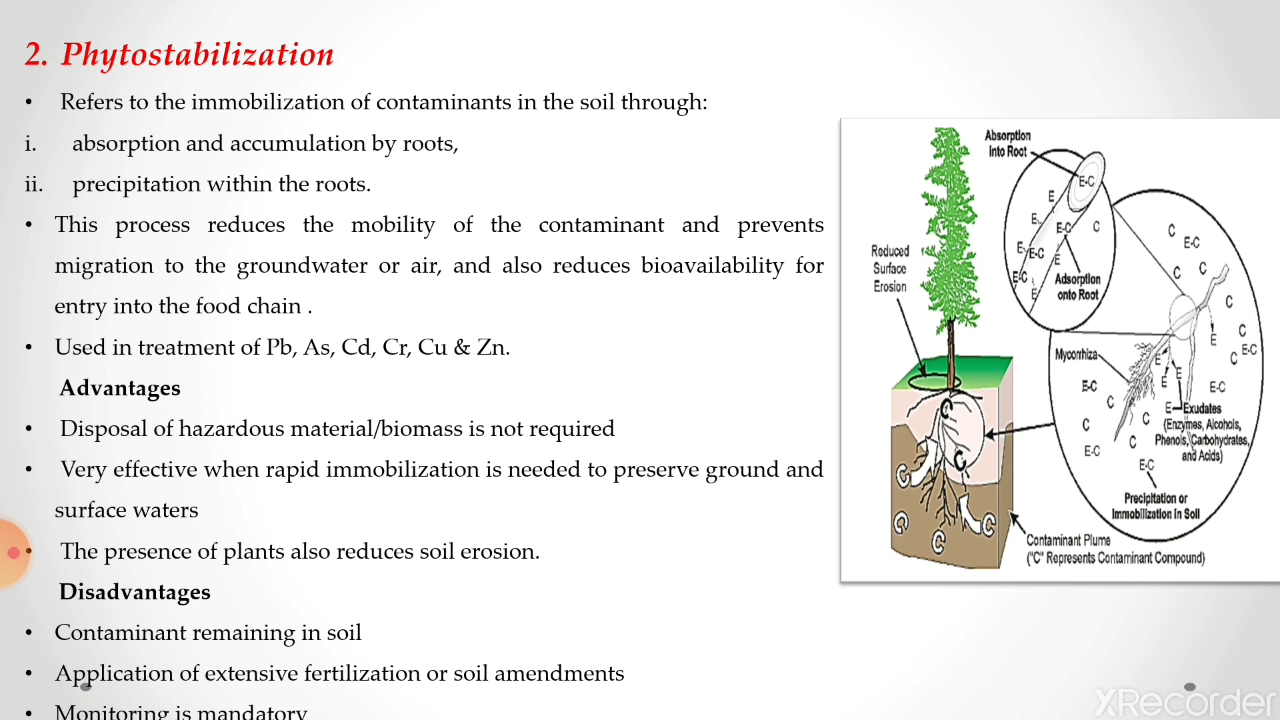 2. Phytostabilization
• Refers to the immobilization of contaminants in the soil through:
i. absorption and accumulation by roots,
ii. precipitation within the roots.
• This process reduces the mobility of the contaminant and prevents
migration to the groundwater or air, and also reduces bioavailability for
entry into the food chain .
• Used in treatment of Pb, As, Cd, Cr, Cu & Zn.
Advantages
• Disposal of hazardous material/biomass is not required
• Very effective when rapid immobilization is needed to preserve ground and
surface waters
• The presence of plants also reduces soil erosion.
Disadvantages
• Contaminant remaining in soil
• Application of extensive fertilization or soil amendments
• Monitoring is mandatory
Absorption
into Root
E-C
E
E
E-C
C
E
E-C
E
E-C
E
Adsorption
onto Root
Reduced
Surface
Erosion
C
E-C
C
C
C
C
E-C
C
E
Mycorrhiza
E
E
E
E-C
E-C
C
C
C
C
E-C
E-C
E Exudates
(Enzymes, Alcohols,
Phenols, Carbohydrates,
and Acids)
Precipitation or
Immobilization in Soil
C
C
C
C
C
C
Contaminant Plume
("C" Represents Contaminant Compound)
XRecorder